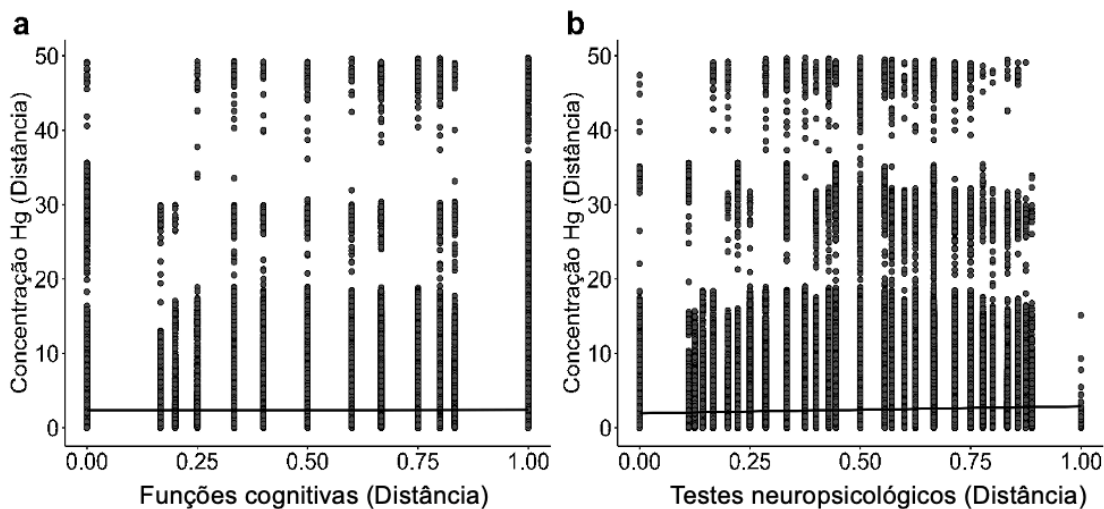 a
Concentração Hg (Distância)
50
40
30
20
10
0
0.00 0.25 0.50 0.75 1.00
Funções cognitivas (Distância)
b
Concentração Hg (Distância)
50
40
30
20
10
0
0.00 0.25 0.50 0.75 1.00
Testes neuropsicológicos (Distância)